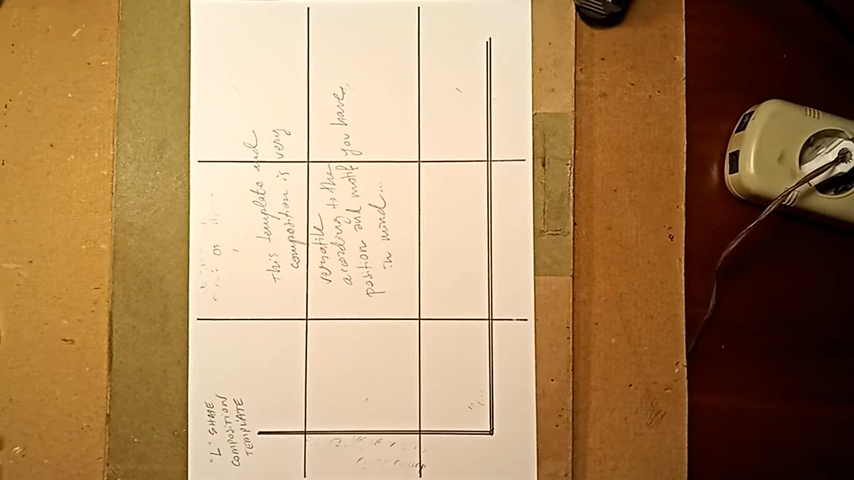 "L" SHAPE
COMPOSITION
TEMPLATE
This template and
composition is very
versatile
according to the
position and motif you have
in mind...